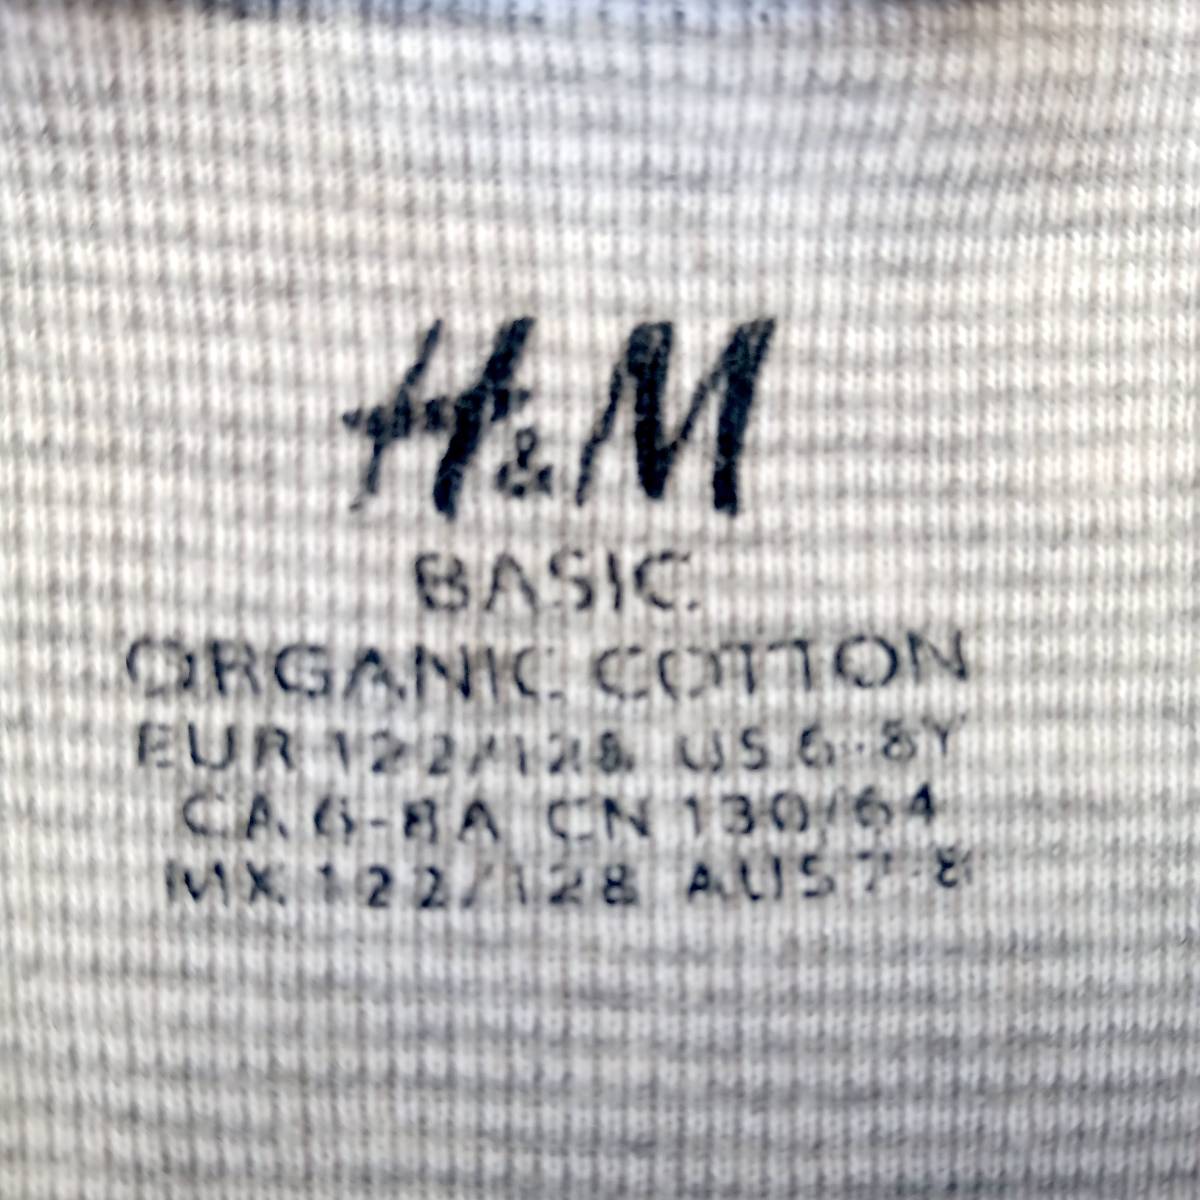 H&M
BASIC
ORGANIC COTTON
EUR 122/128 US 6-8Y
CA 6-8A CN 130/64
MX 122/128 AUS 7-8